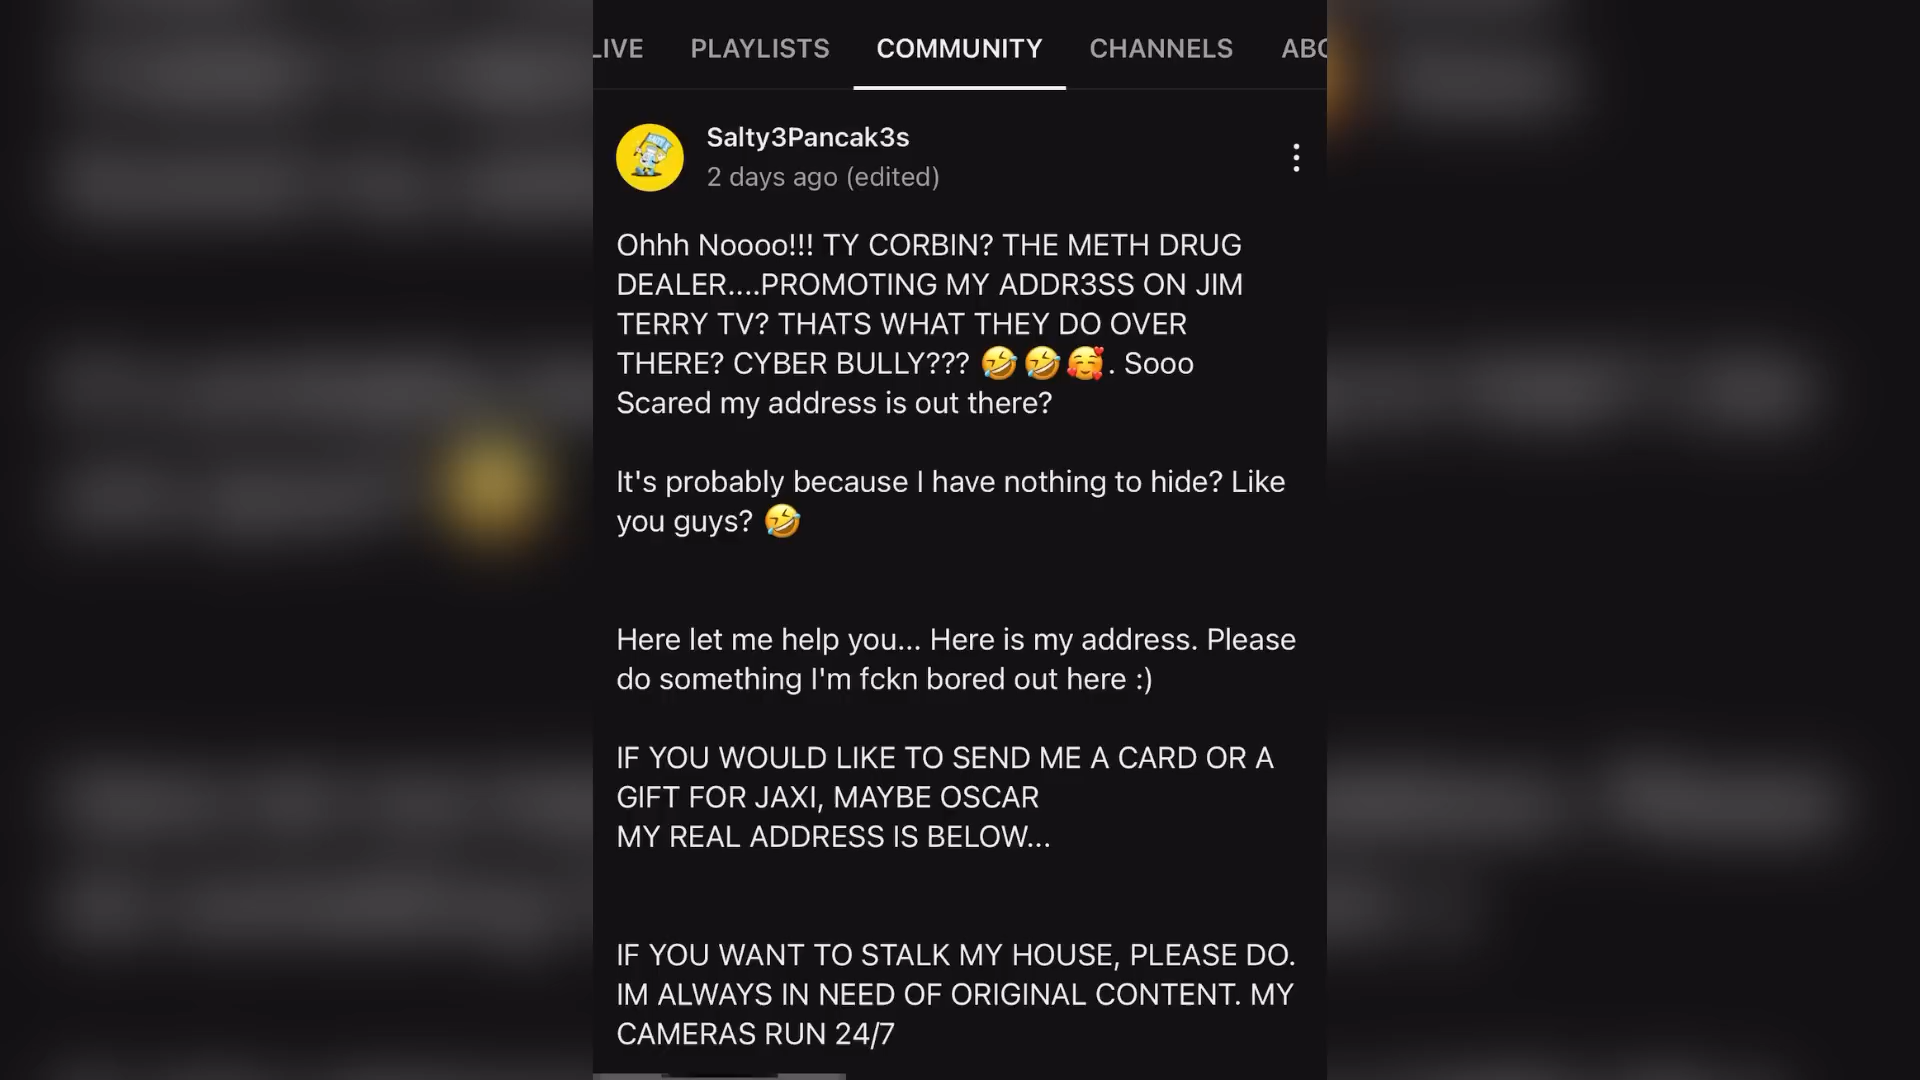 LIVE PLAYLISTS COMMUNITY CHANNELS ABO
Salty3Pancak3s
2 days ago (edited)
Ohhh Noooo!!! TY CORBIN? THE METH DRUG
DEALER....PROMOTING MY ADDR3SS ON JIM
TERRY TV? THATS WHAT THEY DO OVER
THERE? CYBER BULLY??? 🤣🤣🥰. Sooo
Scared my address is out there?
It's probably because I have nothing to hide? Like
you guys? 🤣
Here let me help you... Here is my address. Please
do something I'm fckn bored out here :)
IF YOU WOULD LIKE TO SEND ME A CARD OR A
GIFT FOR JAXI, MAYBE OSCAR
MY REAL ADDRESS IS BELOW...
IF YOU WANT TO STALK MY HOUSE, PLEASE DO.
IM ALWAYS IN NEED OF ORIGINAL CONTENT. MY
CAMERAS RUN 24/7